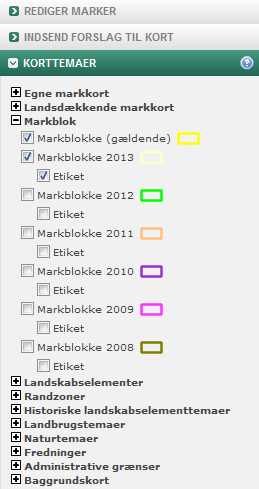 REDIGER MARKER
INDSEND FORSLAG TIL KORT
KORTTEMAER
Egne markkort
Landsdækkende markkort
Markblok
Markblokke (gældende)
Markblokke 2013
Etiket
Markblokke 2012
Etiket
Markblokke 2011
Etiket
Markblokke 2010
Etiket
Markblokke 2009
Etiket
Markblokke 2008
Etiket
Landskabselementer
Randzoner
Historiske landskabselementtemaer
Landbrugstemaer
Naturtemaer
Fredninger
Administrative grænser
Baggrundskort